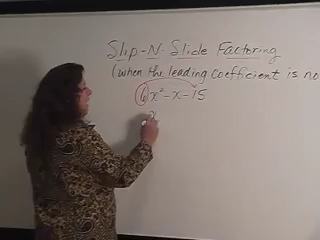 Slip-N-Slide Factoring
(when the leading coefficient is no
6x²-x-15
x